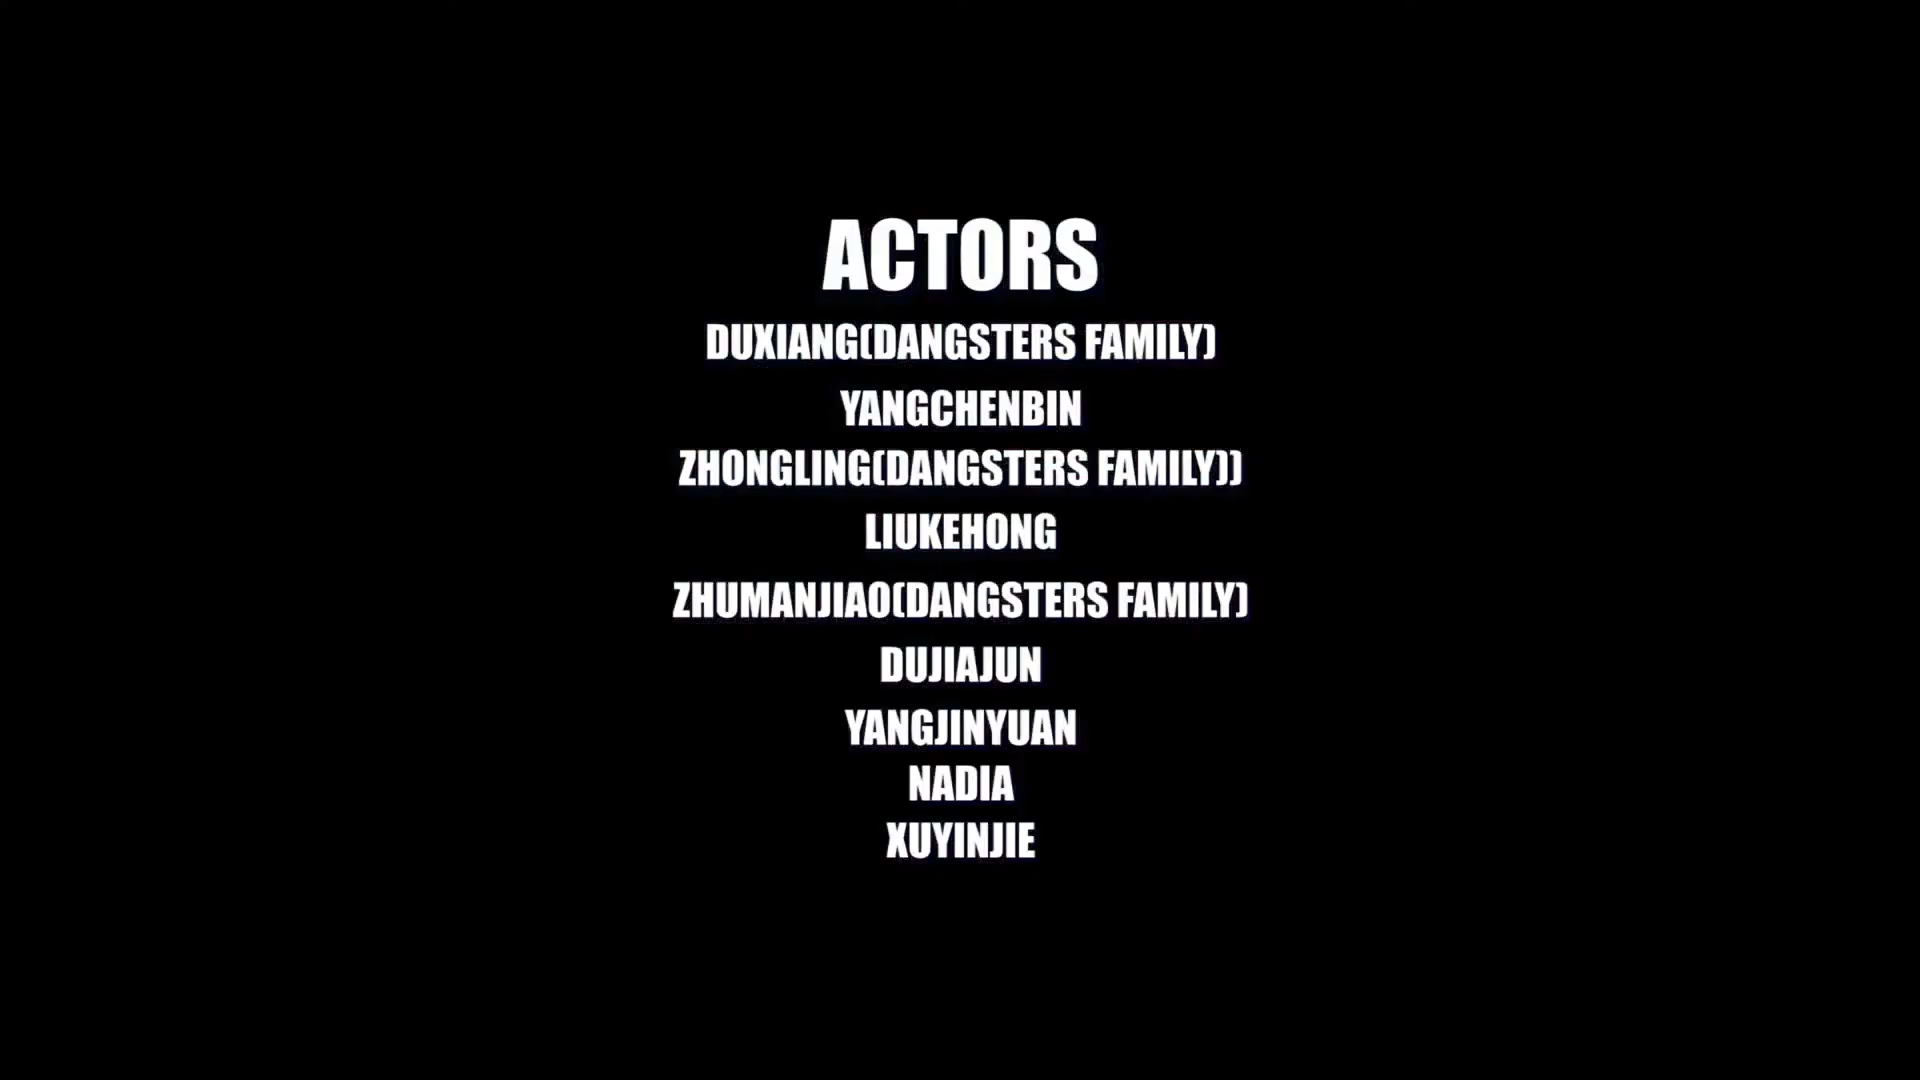 ACTORS
DUXIANG(DANGSTERS FAMILY)
YANGCHENBIN
ZHONGLING(DANGSTERS FAMILY))
LIUKEHONG
ZHUMANJIAO(DANGSTERS FAMILY)
DUJIAJUN
YANGJINYUAN
NADIA
XUYINJIE